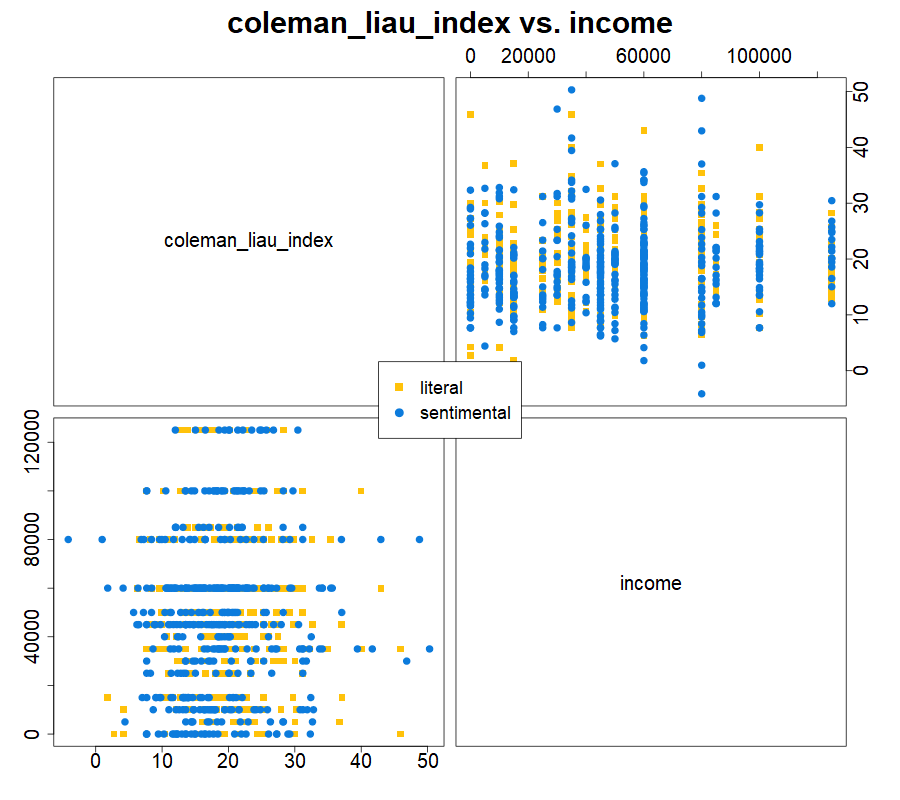 coleman_liau_index vs. income
0 20000 60000 100000
coleman_liau_index
50
40
30
20
10
0
literal
sentimental
120000
80000
40000
0
income
0 10 20 30 40 50